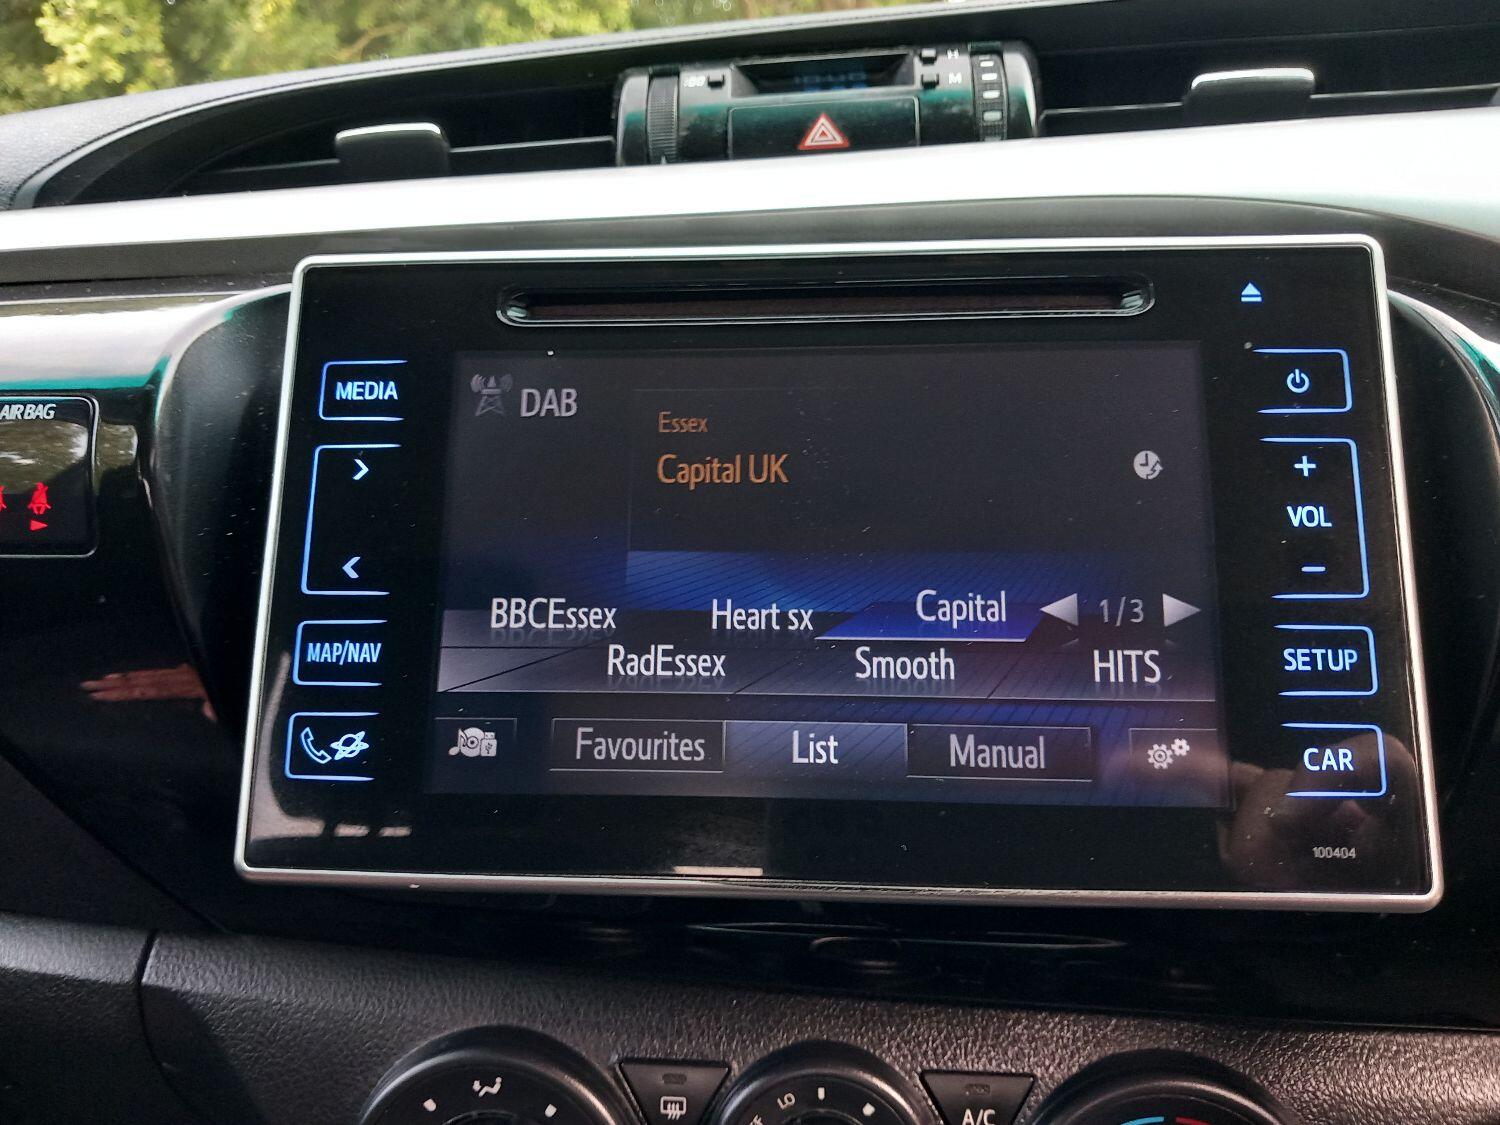 H
M
AIRBAG
MEDIA
DAB
Essex
Capital UK
VOL
MAP/NAV
BBCEssex
Heart sx
Capital
1/3
RadEssex
Smooth
HITS
SETUP
Favourites
List
Manual
CAR
100404
LO
A/C